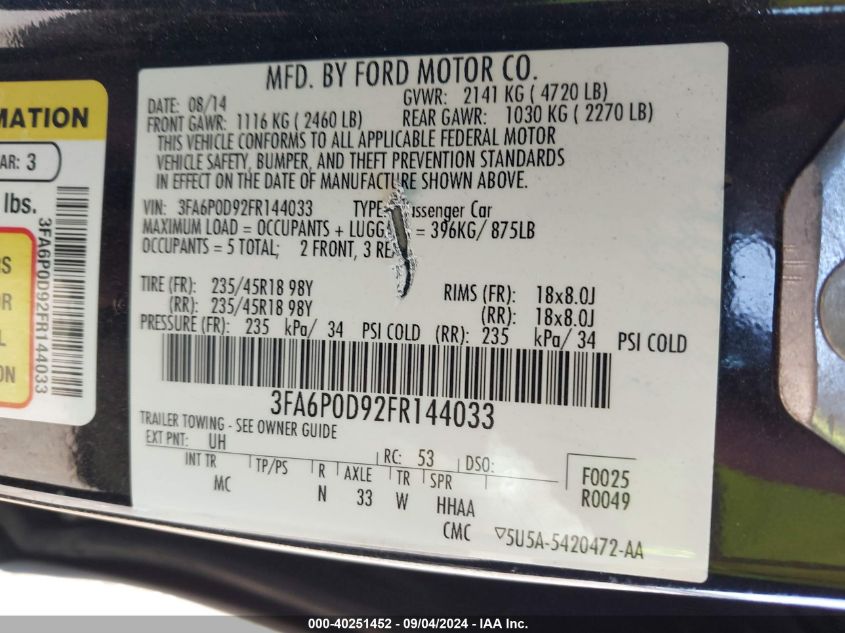 MFD. BY FORD MOTOR CO.
DATE: 08/14 GVWR: 2141 KG ( 4720 LB)
FRONT GAWR: 1116 KG ( 2460 LB) REAR GAWR: 1030 KG ( 2270 LB)
THIS VEHICLE CONFORMS TO ALL APPLICABLE FEDERAL MOTOR
VEHICLE SAFETY, BUMPER, AND THEFT PREVENTION STANDARDS
IN EFFECT ON THE DATE OF MANUFACTURE SHOWN ABOVE.
VIN: 3FA6P0D92FR144033 TYPE: Passenger Car
MAXIMUM LOAD = OCCUPANTS + LUGG = 396KG/ 875LB
OCCUPANTS = 5 TOTAL; 2 FRONT, 3 RE
TIRE (FR): 235/45R18 98Y RIMS (FR): 18x8.0J
(RR): 235/45R18 98Y (RR): 18x8.0J
PRESSURE (FR): 235 kPa/ 34 PSI COLD (RR): 235 kPa/ 34 PSI COLD
3FA6P0D92FR144033
TRAILER TOWING - SEE OWNER GUIDE
EXT PNT: UH RC: 53 DSO: F0025
INT TR TP/PS R AXLE TR SPR R0049
MC N 33 W HHAA
CMC ▽5U5A-5420472-AA
MATION
AR: 3
lbs.
3FA6P0D92FR144033
RS
OR
L
ON
000-40251452 - 09/04/2024 - IAA Inc.